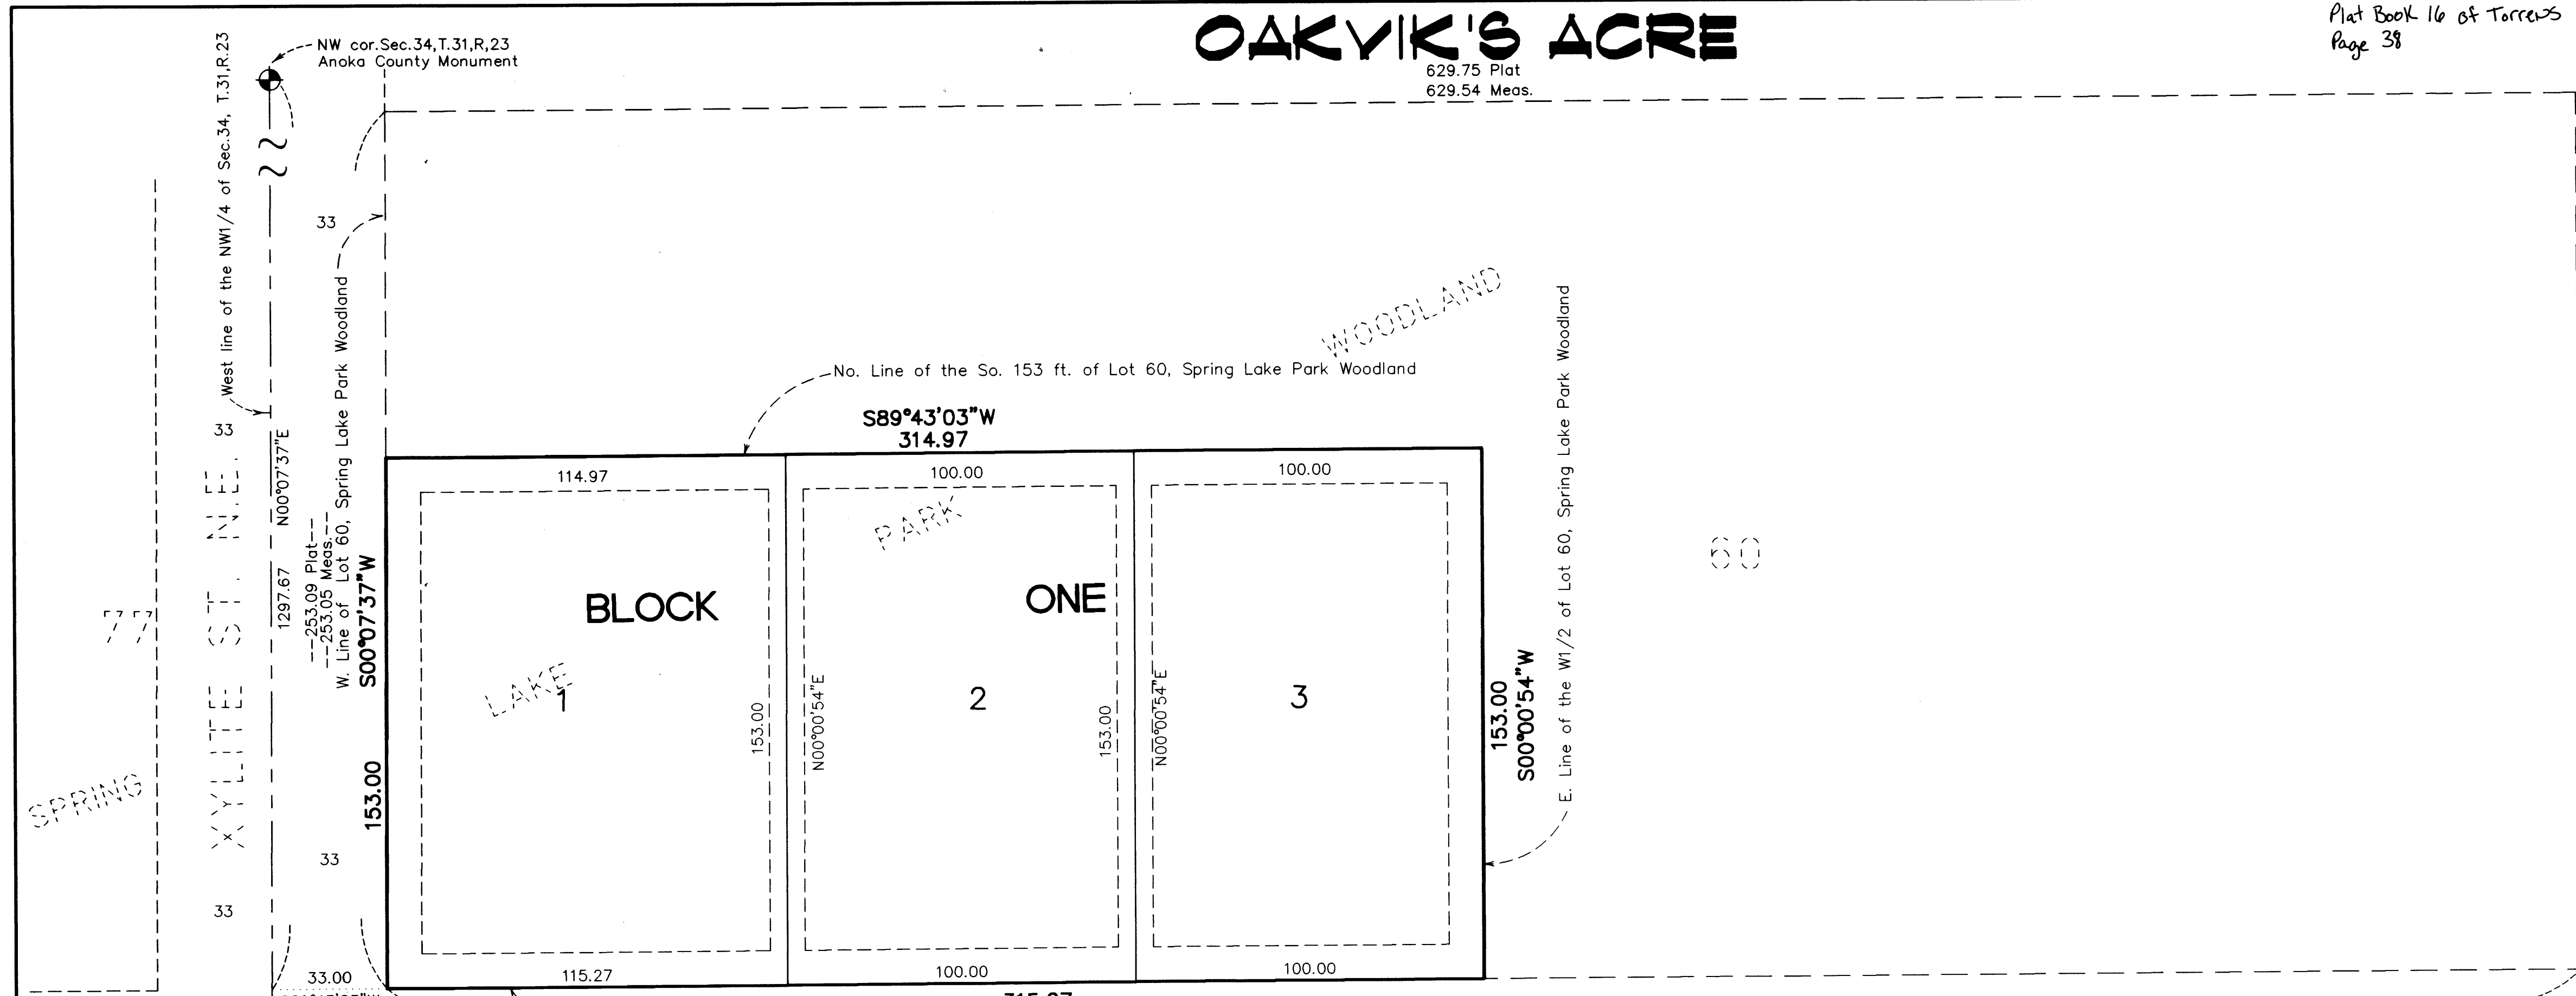 OAKVIK'S ACRE
Plat Book 16 of Torrens
Page 38
629.75 Plat
629.54 Meas.
NW cor.Sec.34,T.31,R,23
Anoka County Monument
West line of the NW1/4 of Sec.34, T.31,R.23
33
W. Line of Lot 60, Spring Lake Park Woodland
33
N00°07'37"E
1297.67
--253.09 Plat--
--253.05 Meas.--
S00°07'37"W
153.00
XYLITE ST. N.E.
77
SPRING
33
33
33.00
WOODLAND
No. Line of the So. 153 ft. of Lot 60, Spring Lake Park Woodland
S89°43'03"W
314.97
114.97
100.00
100.00
PARK
BLOCK
ONE
LAKE
1
2
3
153.00
N00°00'54"E
153.00
N00°00'54"E
153.00
S00°00'54"W
E. Line of the W1/2 of Lot 60, Spring Lake Park Woodland
60
115.27
100.00
100.00